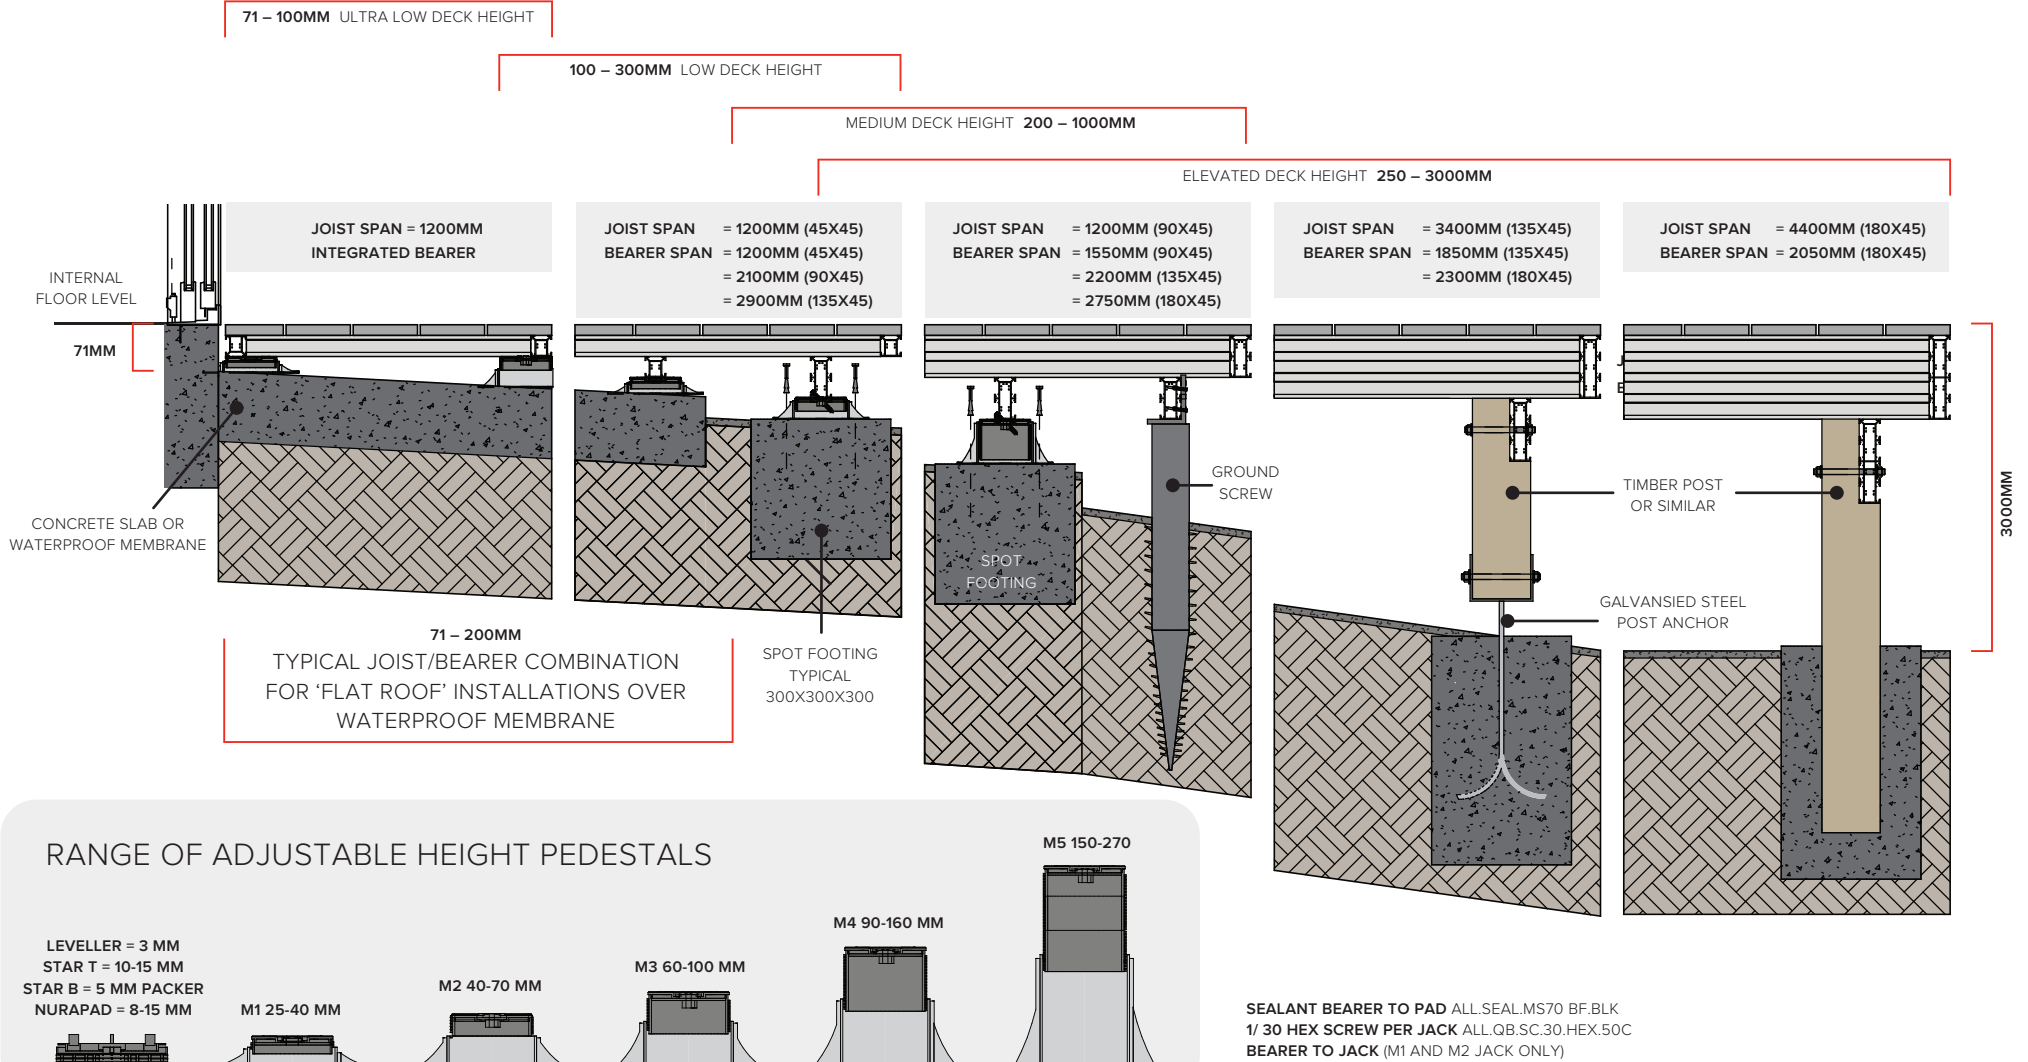 71 – 100MM ULTRA LOW DECK HEIGHT
100 – 300MM LOW DECK HEIGHT
MEDIUM DECK HEIGHT 200 – 1000MM
ELEVATED DECK HEIGHT 250 – 3000MM
JOIST SPAN = 1200MM
INTEGRATED BEARER
JOIST SPAN = 1200MM (45X45)
BEARER SPAN = 1200MM (45X45)
= 2100MM (90X45)
= 2900MM (135X45)
JOIST SPAN = 1200MM (90X45)
BEARER SPAN = 1550MM (90X45)
= 2200MM (135X45)
= 2750MM (180X45)
JOIST SPAN = 3400MM (135X45)
BEARER SPAN = 1850MM (135X45)
= 2300MM (180X45)
JOIST SPAN = 4400MM (180X45)
BEARER SPAN = 2050MM (180X45)
INTERNAL
FLOOR LEVEL
71MM
CONCRETE SLAB OR
WATERPROOF MEMBRANE
GROUND
SCREW
SPOT
FOOTING
TIMBER POST
OR SIMILAR
GALVANSIED STEEL
POST ANCHOR
3000MM
71 – 200MM
TYPICAL JOIST/BEARER COMBINATION
FOR ‘FLAT ROOF’ INSTALLATIONS OVER
WATERPROOF MEMBRANE
SPOT FOOTING
TYPICAL
300X300X300
RANGE OF ADJUSTABLE HEIGHT PEDESTALS
LEVELLER = 3 MM
STAR T = 10-15 MM
STAR B = 5 MM PACKER
NURAPAD = 8-15 MM
M1 25-40 MM
M2 40-70 MM
M3 60-100 MM
M4 90-160 MM
M5 150-270
SEALANT BEARER TO PAD ALL.SEAL.MS70 BF.BLK
1/ 30 HEX SCREW PER JACK ALL.QB.SC.30.HEX.50C
BEARER TO JACK (M1 AND M2 JACK ONLY)